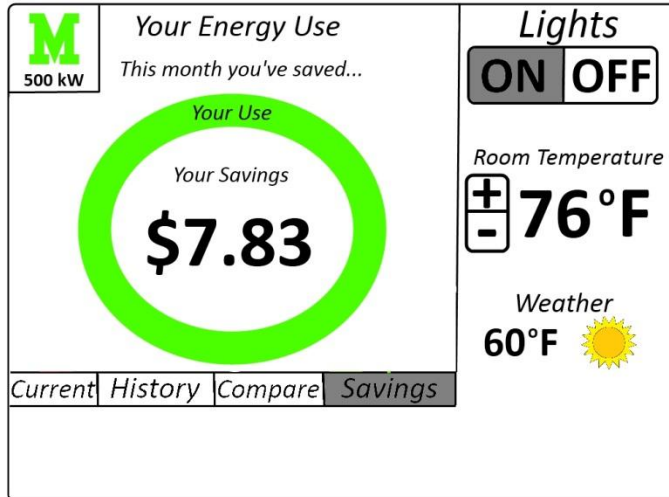 M
500 kW
Your Energy Use
This month you've saved...
Your Use
Your Savings
$7.83
Current History Compare Savings
Lights
ON OFF
Room Temperature
+
-
76°F
Weather
60°F